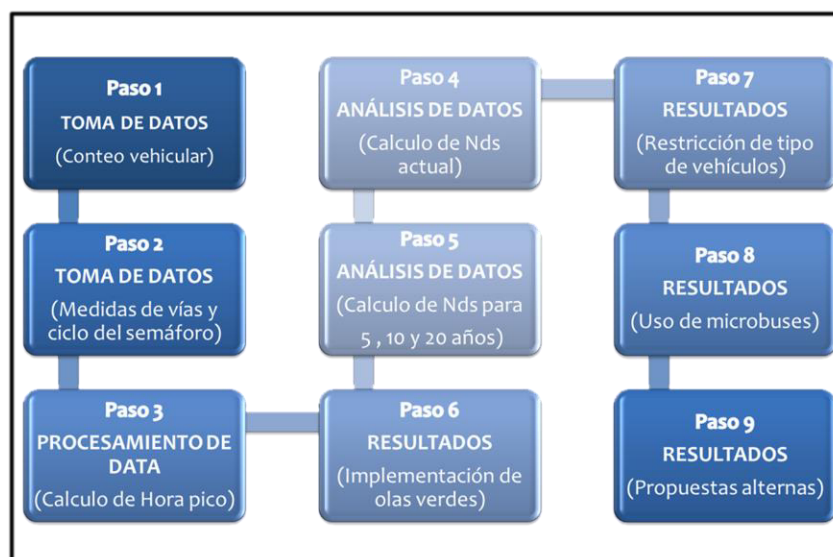 Paso 1
TOMA DE DATOS
(Conteo vehicular)
Paso 2
TOMA DE DATOS
(Medidas de vías y
ciclo del semáforo)
Paso 3
PROCESAMIENTO DE
DATA
(Calculo de Hora pico)
Paso 4
ANÁLISIS DE DATOS
(Calculo de Nds
actual)
Paso 5
ANÁLISIS DE DATOS
(Calculo de Nds para
5 , 10 y 20 años)
Paso 6
RESULTADOS
(Implementación de
olas verdes)
Paso 7
RESULTADOS
(Restricción de tipo
de vehículos)
Paso 8
RESULTADOS
(Uso de microbuses)
Paso 9
RESULTADOS
(Propuestas alternas)